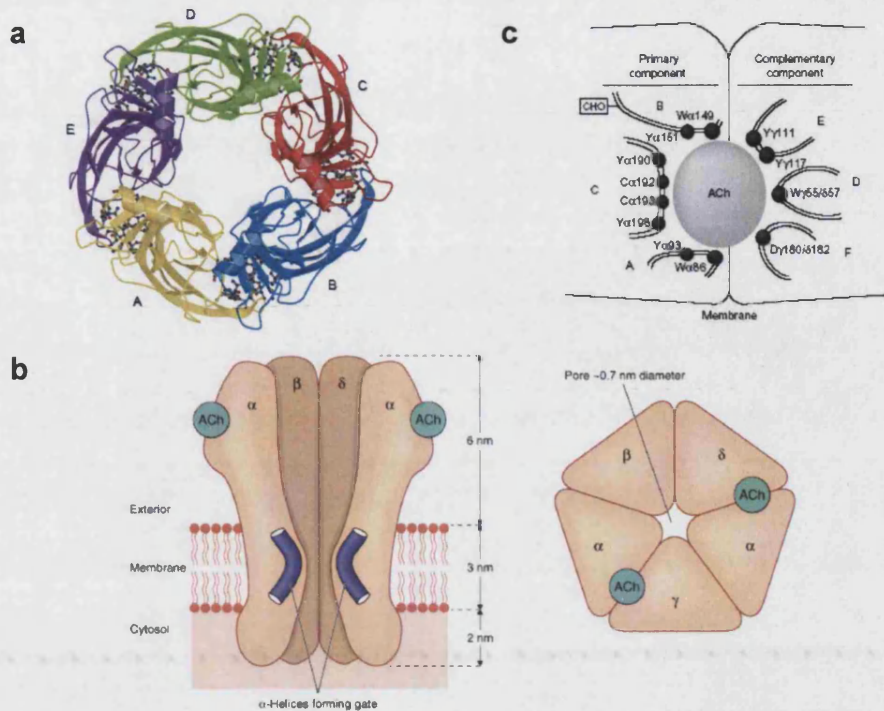 a
D
C
E
A
B
c
Primary
component
Complementary
component
CHO
B
Wα149
Yα151
Yγ111
E
Yγ117
Yα190
C
Cα192
Cα193
ACh
Wγ55/δ57
D
Yα198
Yα93
Dγ180/δ182
A
Wα86
F
Membrane
b
β
δ
α
α
ACh
ACh
6 nm
Exterior
Membrane
3 nm
Cytosol
2 nm
α-Helices forming gate
Pore ~0.7 nm diameter
β
δ
ACh
α
α
ACh
γ